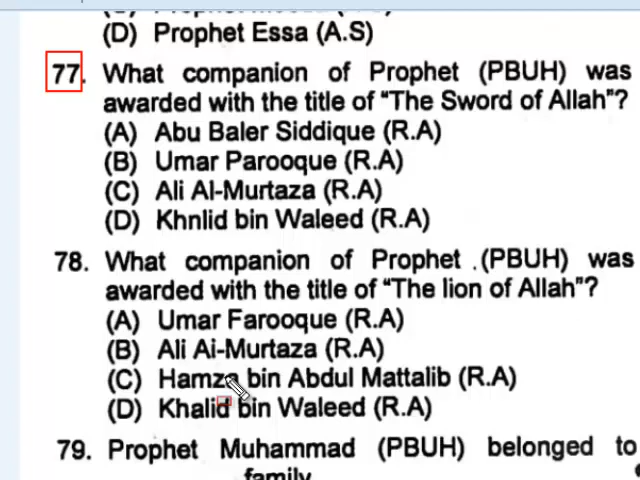 (D) Prophet Essa (A.S)
77. What companion of Prophet (PBUH) was
awarded with the title of "The Sword of Allah"?
(A) Abu Baler Siddique (R.A)
(B) Umar Parooque (R.A)
(C) Ali Al-Murtaza (R.A)
(D) Khnlid bin Waleed (R.A)
78. What companion of Prophet .(PBUH) was
awarded with the title of "The lion of Allah"?
(A) Umar Farooque (R.A)
(B) Ali Ai-Murtaza (R.A)
(C) Hamza bin Abdul Mattalib (R.A)
(D) Khalid bin Waleed (R.A)
79. Prophet Muhammad (PBUH) belonged to
family